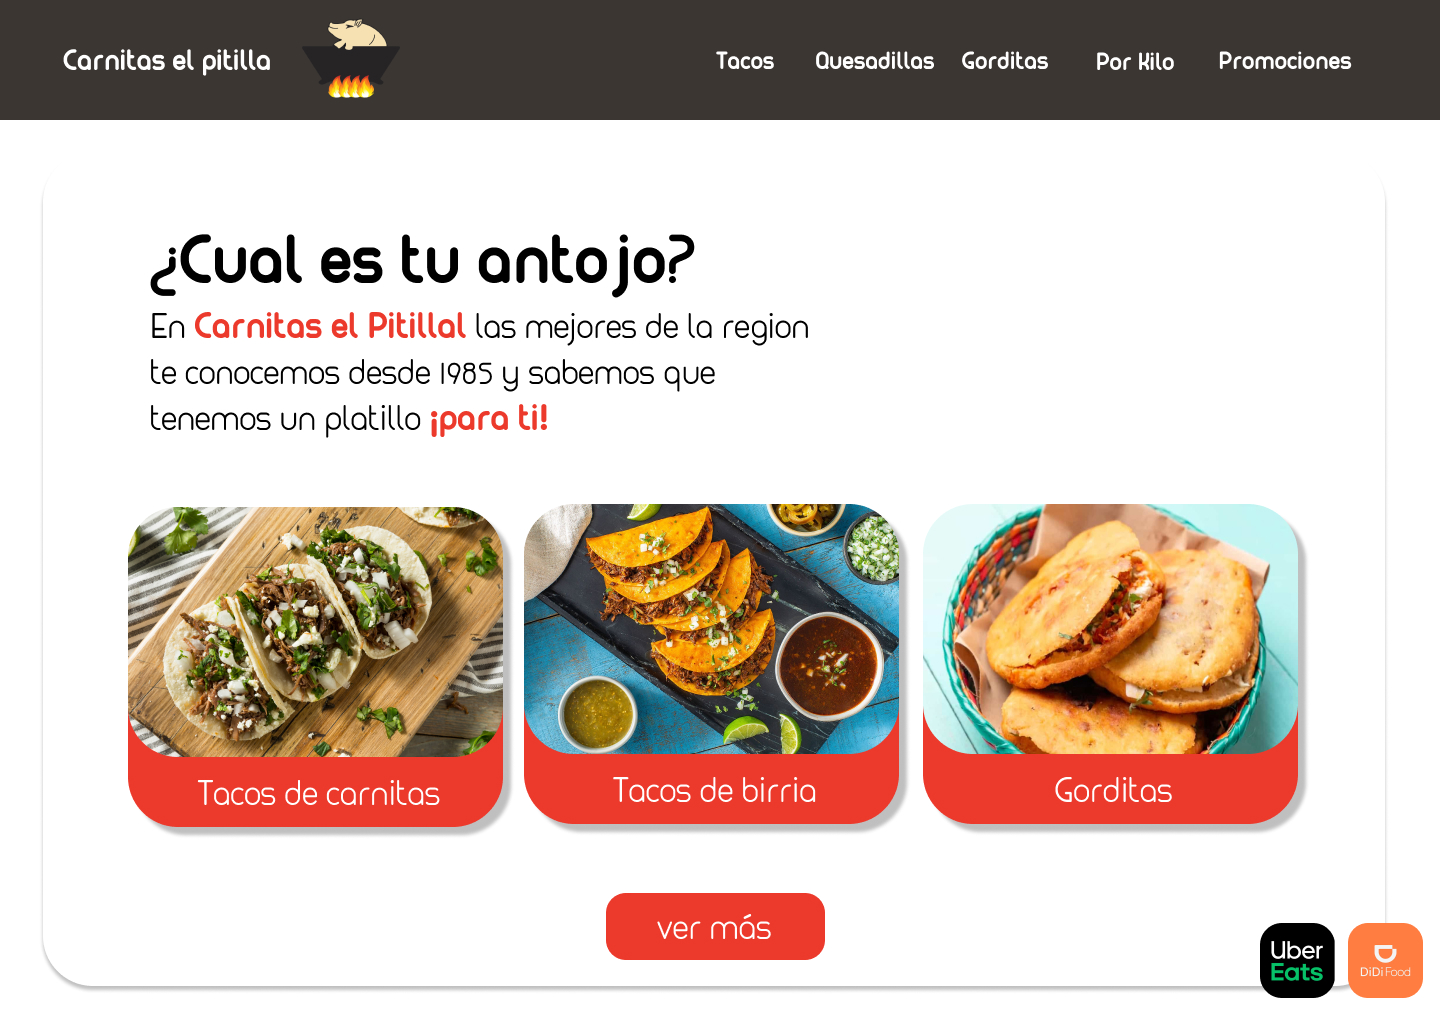 Carnitas el pitilla
Tacos
Quesadillas
Gorditas
Por Kilo
Promociones
¿Cual es tu antojo?
En Carnitas el Pitillal las mejores de la region
te conocemos desde 1985 y sabemos que
tenemos un platillo ¡para ti!
Tacos de carnitas
Tacos de birria
Gorditas
ver más
Uber
Eats
DiDi Food